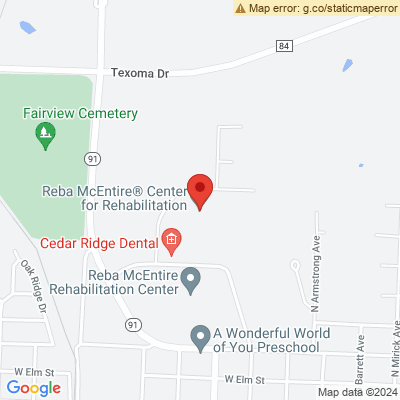 Map error: g.co/staticmaperror
84
Texoma Dr
Fairview Cemetery
91
Reba McEntire® Center
for Rehabilitation
Cedar Ridge Dental
Oak Ridge Dr
Reba McEntire
Rehabilitation Center
N Armstrong Ave
91
A Wonderful World
of You Preschool
Barrett Ave
N Mirick Ave
W Elm St
W Elm St
Google
Map data ©2024